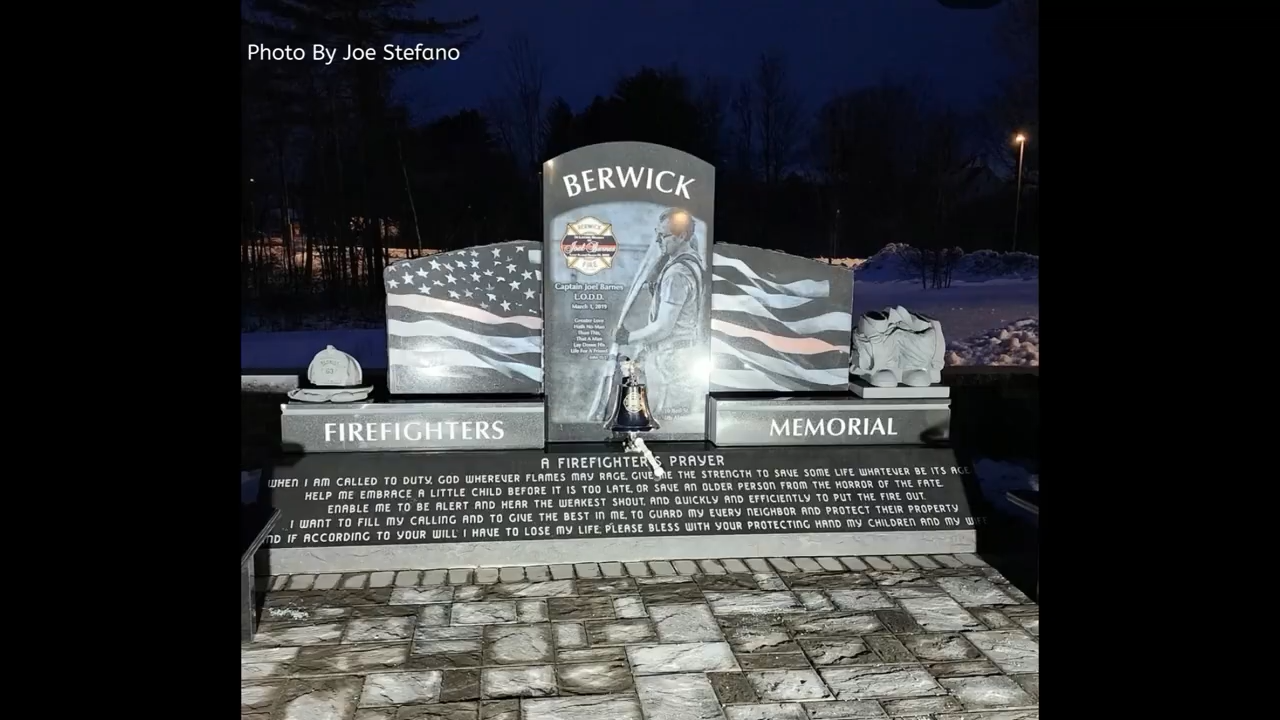 Photo By Joe Stefano
BERWICK
BERWICK
Joel Barnes
FIRE
Captain Joel Barnes
L.O.D.D.
March 1, 2019
Greater Love
Hath No Man
Than This,
That A Man
Lay Down His
Life For A Friend
FIREFIGHTERS
MEMORIAL
A FIREFIGHTER'S PRAYER
WHEN I AM CALLED TO DUTY, GOD WHEREVER FLAMES MAY RAGE, GIVE ME THE STRENGTH TO SAVE SOME LIFE WHATEVER BE ITS AGE
HELP ME EMBRACE A LITTLE CHILD BEFORE IT IS TOO LATE, OR SAVE AN OLDER PERSON FROM THE HORROR OF THE FATE.
ENABLE ME TO BE ALERT AND HEAR THE WEAKEST SHOUT, AND QUICKLY AND EFFICIENTLY TO PUT THE FIRE OUT.
I WANT TO FILL MY CALLING AND TO GIVE THE BEST IN ME, TO GUARD MY EVERY NEIGHBOR AND PROTECT THEIR PROPERTY
ND IF ACCORDING TO YOUR WILL I HAVE TO LOSE MY LIFE, PLEASE BLESS WITH YOUR PROTECTING HAND MY CHILDREN AND MY WIFE